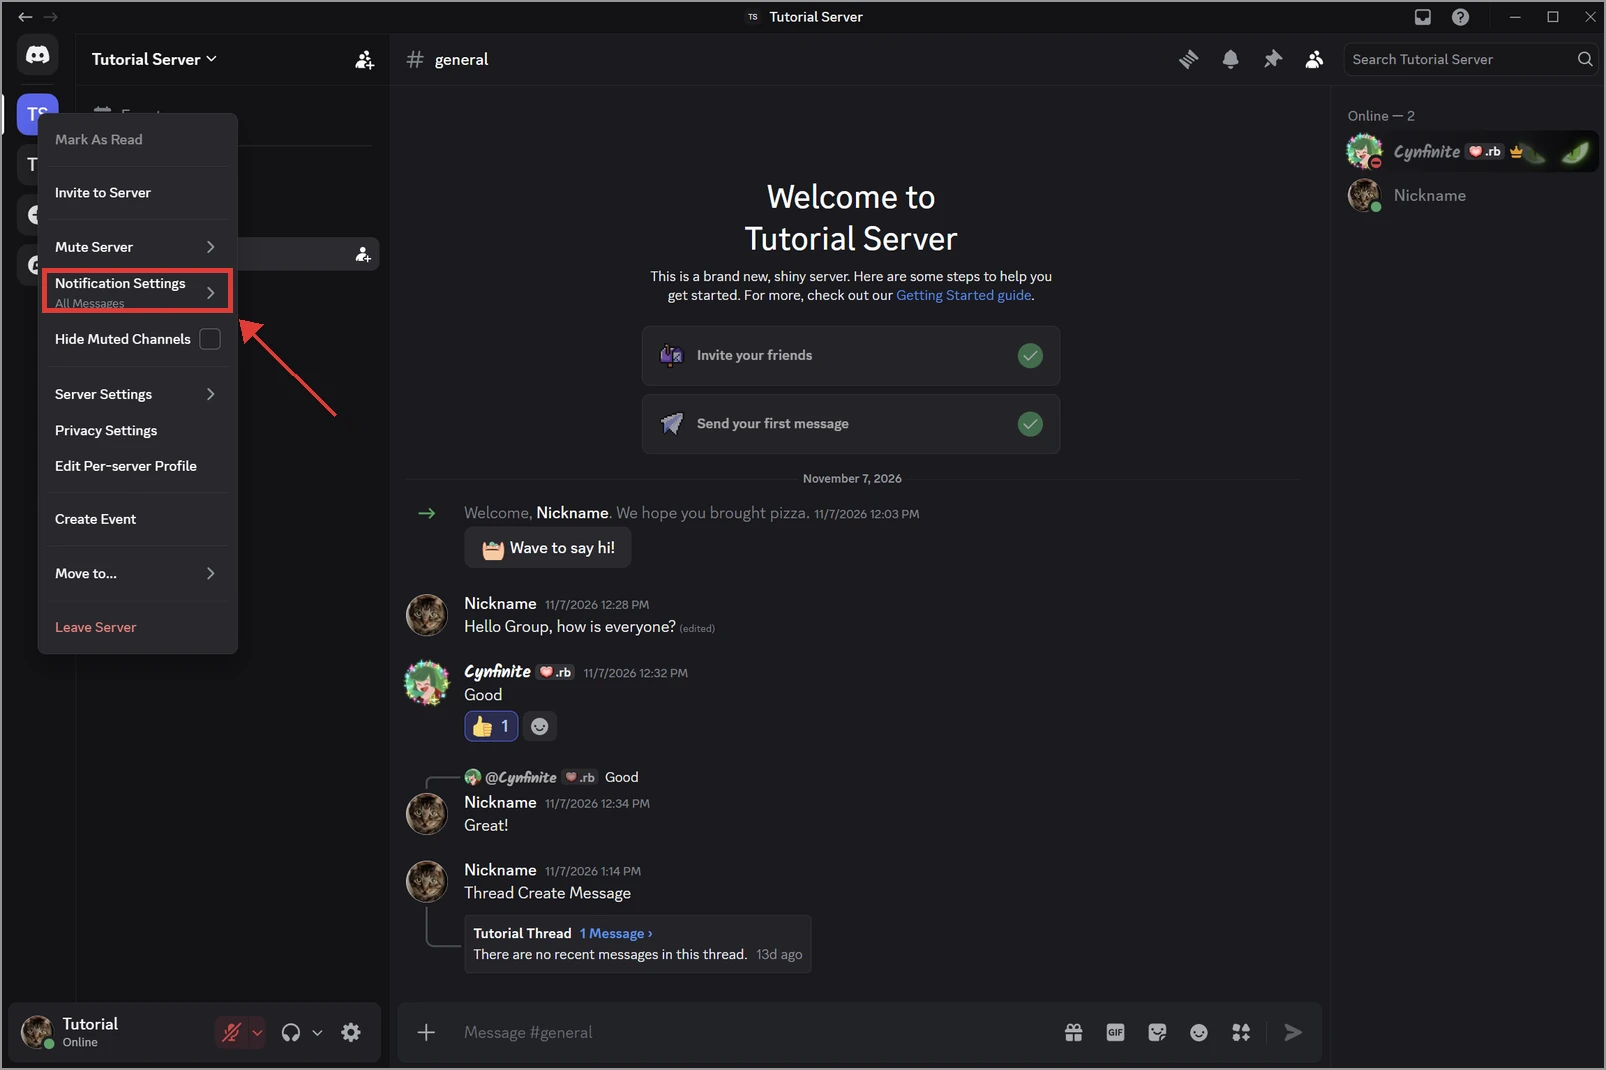 TS Tutorial Server
Tutorial Server
# general
Search Tutorial Server
TS
T
Mark As Read
Invite to Server
Mute Server
Notification Settings
All Messages
Hide Muted Channels
Server Settings
Privacy Settings
Edit Per-server Profile
Create Event
Move to...
Leave Server
Welcome to
Tutorial Server
This is a brand new, shiny server. Here are some steps to help you
get started. For more, check out our Getting Started guide.
Invite your friends
Send your first message
November 7, 2026
Welcome, Nickname. We hope you brought pizza. 11/7/2026 12:03 PM
Wave to say hi!
Nickname 11/7/2026 12:28 PM
Hello Group, how is everyone? (edited)
Cynfinite .rb 11/7/2026 12:32 PM
Good
1
@Cynfinite .rb Good
Nickname 11/7/2026 12:34 PM
Great!
Nickname 11/7/2026 1:14 PM
Thread Create Message
Tutorial Thread 1 Message ›
There are no recent messages in this thread. 13d ago
Message #general
GIF
Tutorial
Online
Online — 2
Cynfinite .rb
Nickname